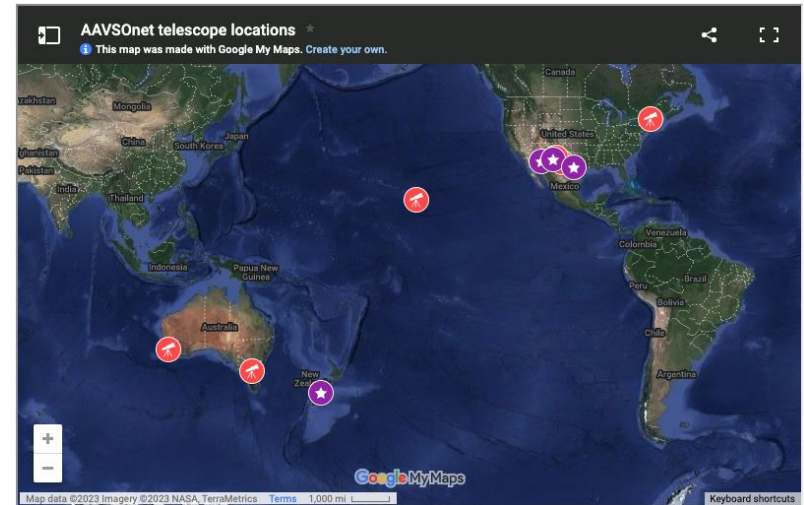 AAVSOnet telescope locations
This map was made with Google My Maps. Create your own.
Canada
Mongolia
United States
Japan
China
South Korea
Pakistan
Mexico
India
Thailand
Venezuela
Colombia
Indonesia
Papua New
Guinea
Brazil
Peru
Bolivia
Australia
Chile
New
Argentina
+
−
Google My Maps
Map data ©2023 Imagery ©2023 NASA, TerraMetrics Terms 1,000 mi Keyboard shortcuts